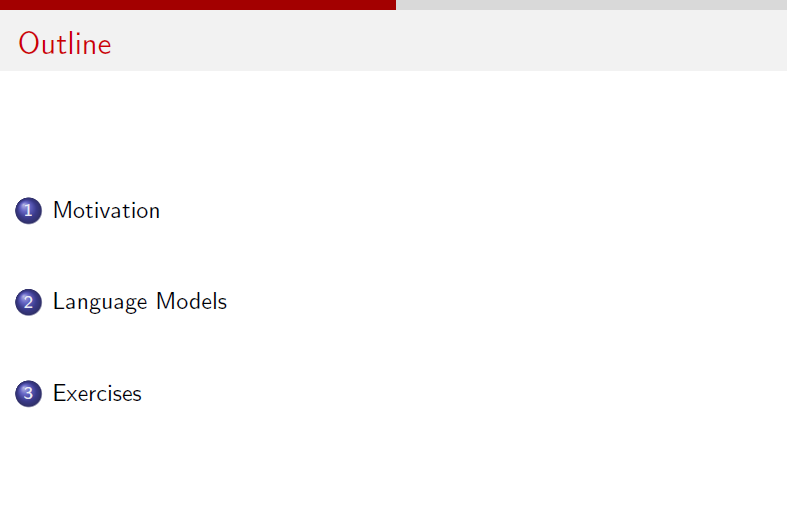 Outline
1 Motivation
2 Language Models
3 Exercises